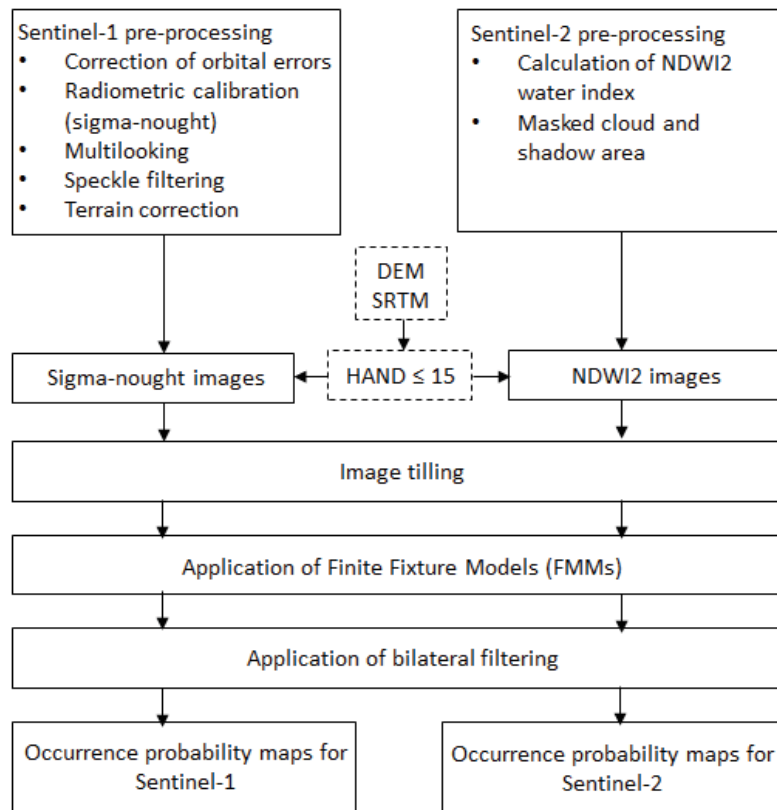 Sentinel-1 pre-processing
• Correction of orbital errors
• Radiometric calibration
(sigma-nought)
• Multilooking
• Speckle filtering
• Terrain correction
Sentinel-2 pre-processing
• Calculation of NDWI2
water index
• Masked cloud and
shadow area
DEM
SRTM
Sigma-nought images
HAND ≤ 15
NDWI2 images
Image tilling
Application of Finite Fixture Models (FMMs)
Application of bilateral filtering
Occurrence probability maps for
Sentinel-1
Occurrence probability maps for
Sentinel-2